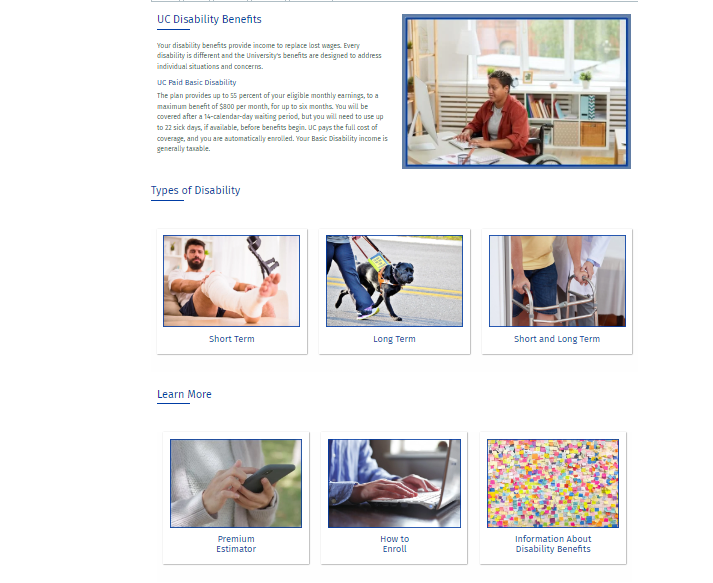 UC Disability Benefits
Your disability benefits provide income to replace lost wages. Every
disability is different and the University's benefits are designed to address
individual situations and concerns.
UC Paid Basic Disability
The plan provides up to 55 percent of your eligible monthly earnings, to a
maximum benefit of $800 per month, for up to six months. You will be
covered after a 14-calendar-day waiting period, but you will need to use up
to 22 sick days, if available, before benefits begin. UC pays the full cost of
coverage, and you are automatically enrolled. Your Basic Disability income is
generally taxable.
Types of Disability
Short Term
Long Term
Short and Long Term
Learn More
Premium
Estimator
How to
Enroll
Information About
Disability Benefits